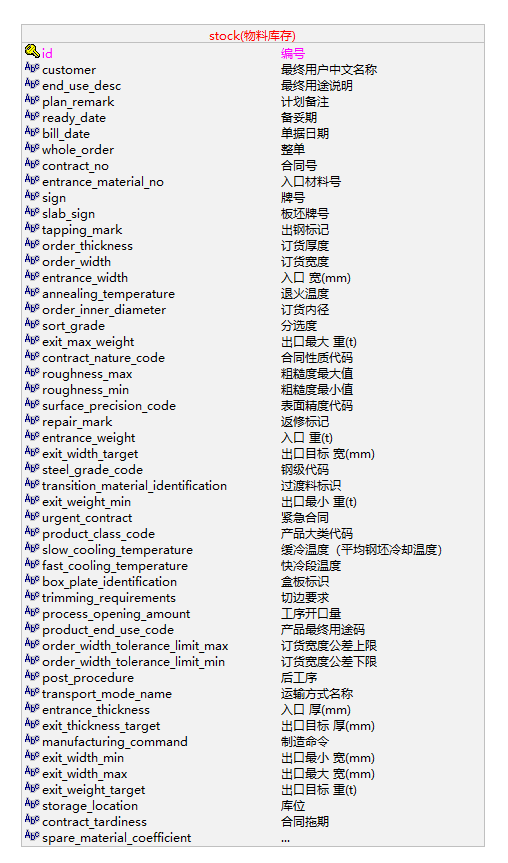 stock(物料库存)
id 编号
customer 最终用户中文名称
end_use_desc 最终用途说明
plan_remark 计划备注
ready_date 备妥期
bill_date 单据日期
whole_order 整单
contract_no 合同号
entrance_material_no 入口材料号
sign 牌号
slab_sign 板坯牌号
tapping_mark 出钢标记
order_thickness 订货厚度
order_width 订货宽度
entrance_width 入口 宽(mm)
annealing_temperature 退火温度
order_inner_diameter 订货内径
sort_grade 分选度
exit_max_weight 出口最大 重(t)
contract_nature_code 合同性质代码
roughness_max 粗糙度最大值
roughness_min 粗糙度最小值
surface_precision_code 表面精度代码
repair_mark 返修标记
entrance_weight 入口 重(t)
exit_width_target 出口目标 宽(mm)
steel_grade_code 钢级代码
transition_material_identification 过渡料标识
exit_weight_min 出口最小 重(t)
urgent_contract 紧急合同
product_class_code 产品大类代码
slow_cooling_temperature 缓冷温度（平均钢坯冷却温度）
fast_cooling_temperature 快冷段温度
box_plate_identification 盒板标识
trimming_requirements 切边要求
process_opening_amount 工序开口量
product_end_use_code 产品最终用途码
order_width_tolerance_limit_max 订货宽度公差上限
order_width_tolerance_limit_min 订货宽度公差下限
post_procedure 后工序
transport_mode_name 运输方式名称
entrance_thickness 入口 厚(mm)
exit_thickness_target 出口目标 厚(mm)
manufacturing_command 制造命令
exit_width_min 出口最小 宽(mm)
exit_width_max 出口最大 宽(mm)
exit_weight_target 出口目标 重(t)
storage_location 库位
contract_tardiness 合同拖期
spare_material_coefficient ...